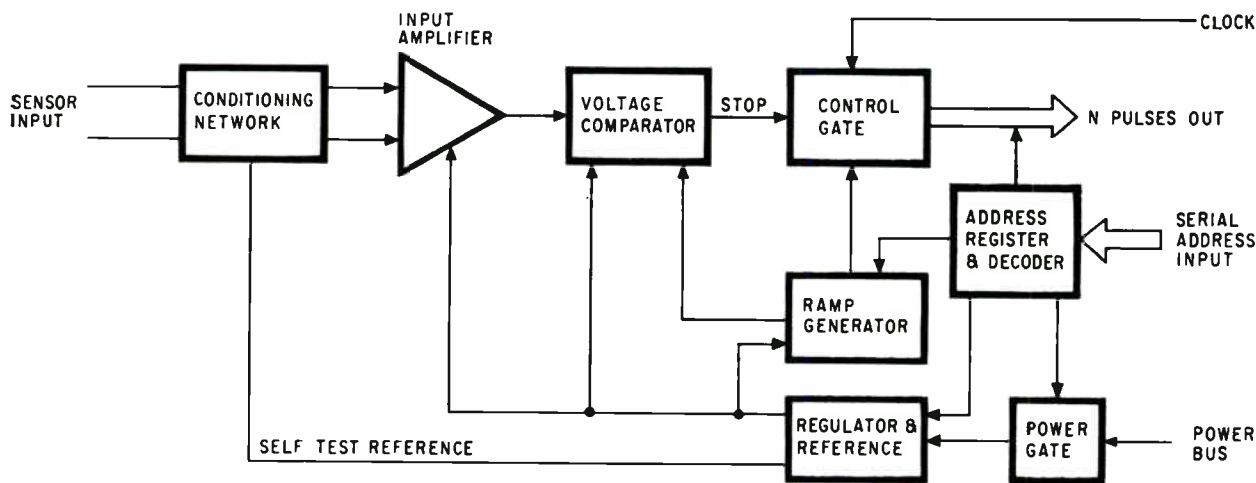 INPUT
AMPLIFIER
CLOCK
SENSOR
INPUT
CONDITIONING
NETWORK
VOLTAGE
COMPARATOR
STOP
CONTROL
GATE
N PULSES OUT
ADDRESS
REGISTER
& DECODER
SERIAL
ADDRESS
INPUT
RAMP
GENERATOR
REGULATOR &
REFERENCE
POWER
GATE
POWER
BUS
SELF TEST REFERENCE